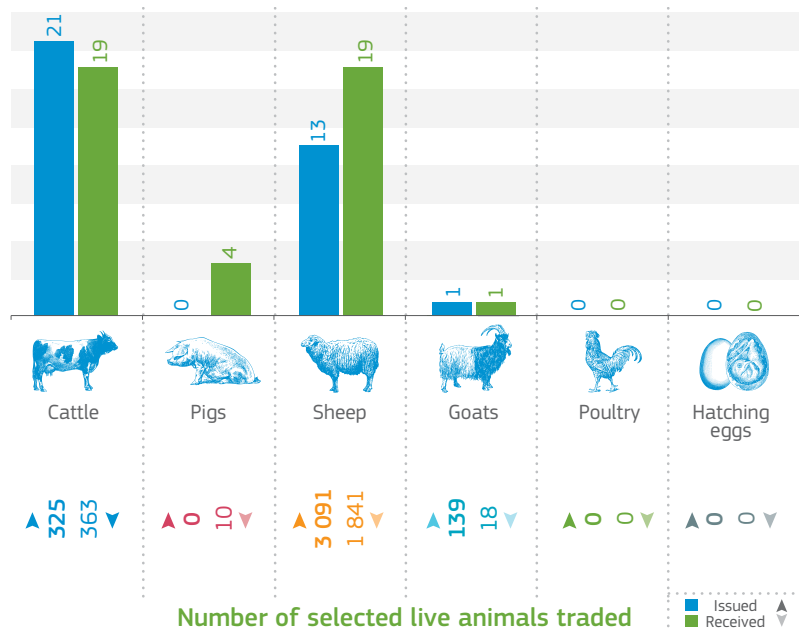 21
19
0
4
13
19
1
1
0
0
0
0
Cattle
Pigs
Sheep
Goats
Poultry
Hatching
eggs
325
363
0
10
3 091
1 841
139
18
0
0
0
0
Number of selected live animals traded
Issued
Received